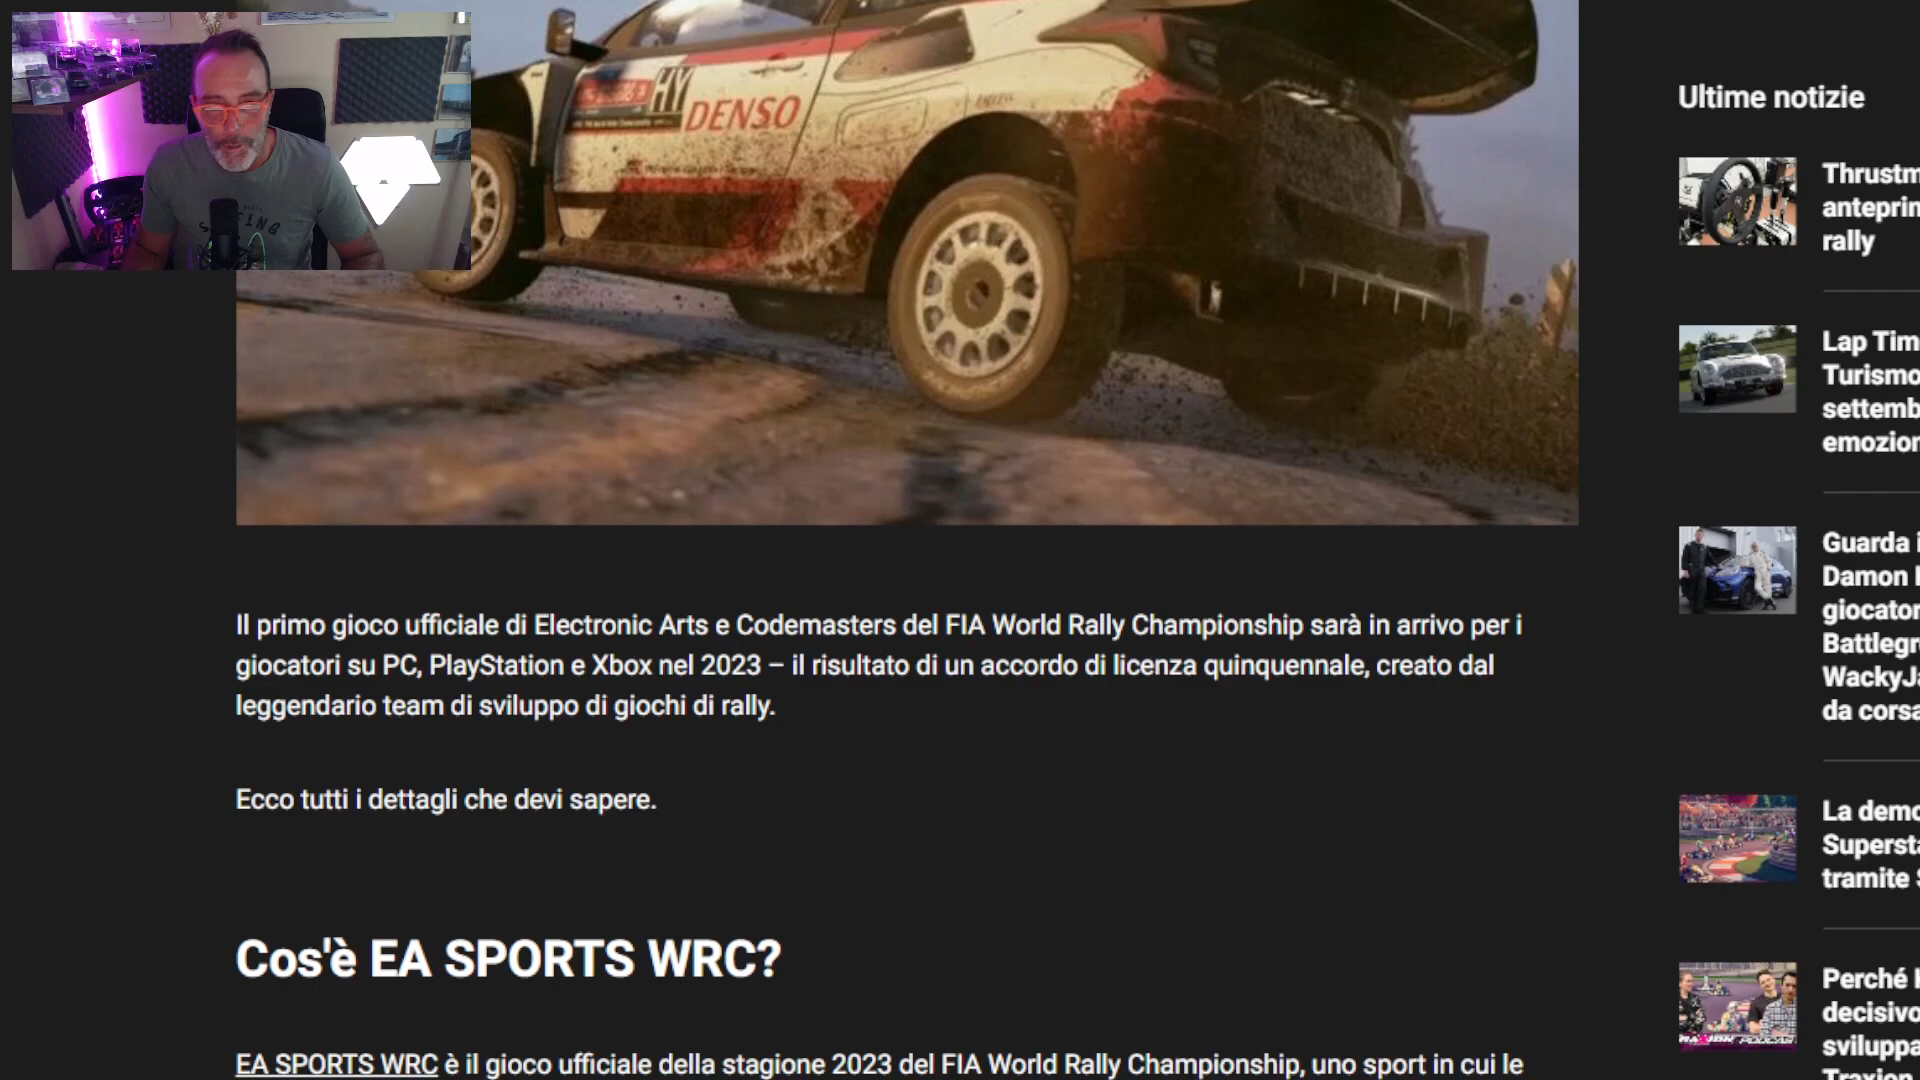 HY
DENSO
Il primo gioco ufficiale di Electronic Arts e Codemasters del FIA World Rally Championship sarà in arrivo per i
giocatori su PC, PlayStation e Xbox nel 2023 – il risultato di un accordo di licenza quinquennale, creato dal
leggendario team di sviluppo di giochi di rally.
Ecco tutti i dettagli che devi sapere.
Cos'è EA SPORTS WRC?
EA SPORTS WRC è il gioco ufficiale della stagione 2023 del FIA World Rally Championship, uno sport in cui le
Ultime notizie
Thrustm
anteprin
rally
Lap Tim
Turismo
settemb
emozion
Guarda i
Damon
giocator
Battlegr
WackyJa
da corsa
La demo
Supersta
tramite
Perché
decisivo
sviluppa
Traxion